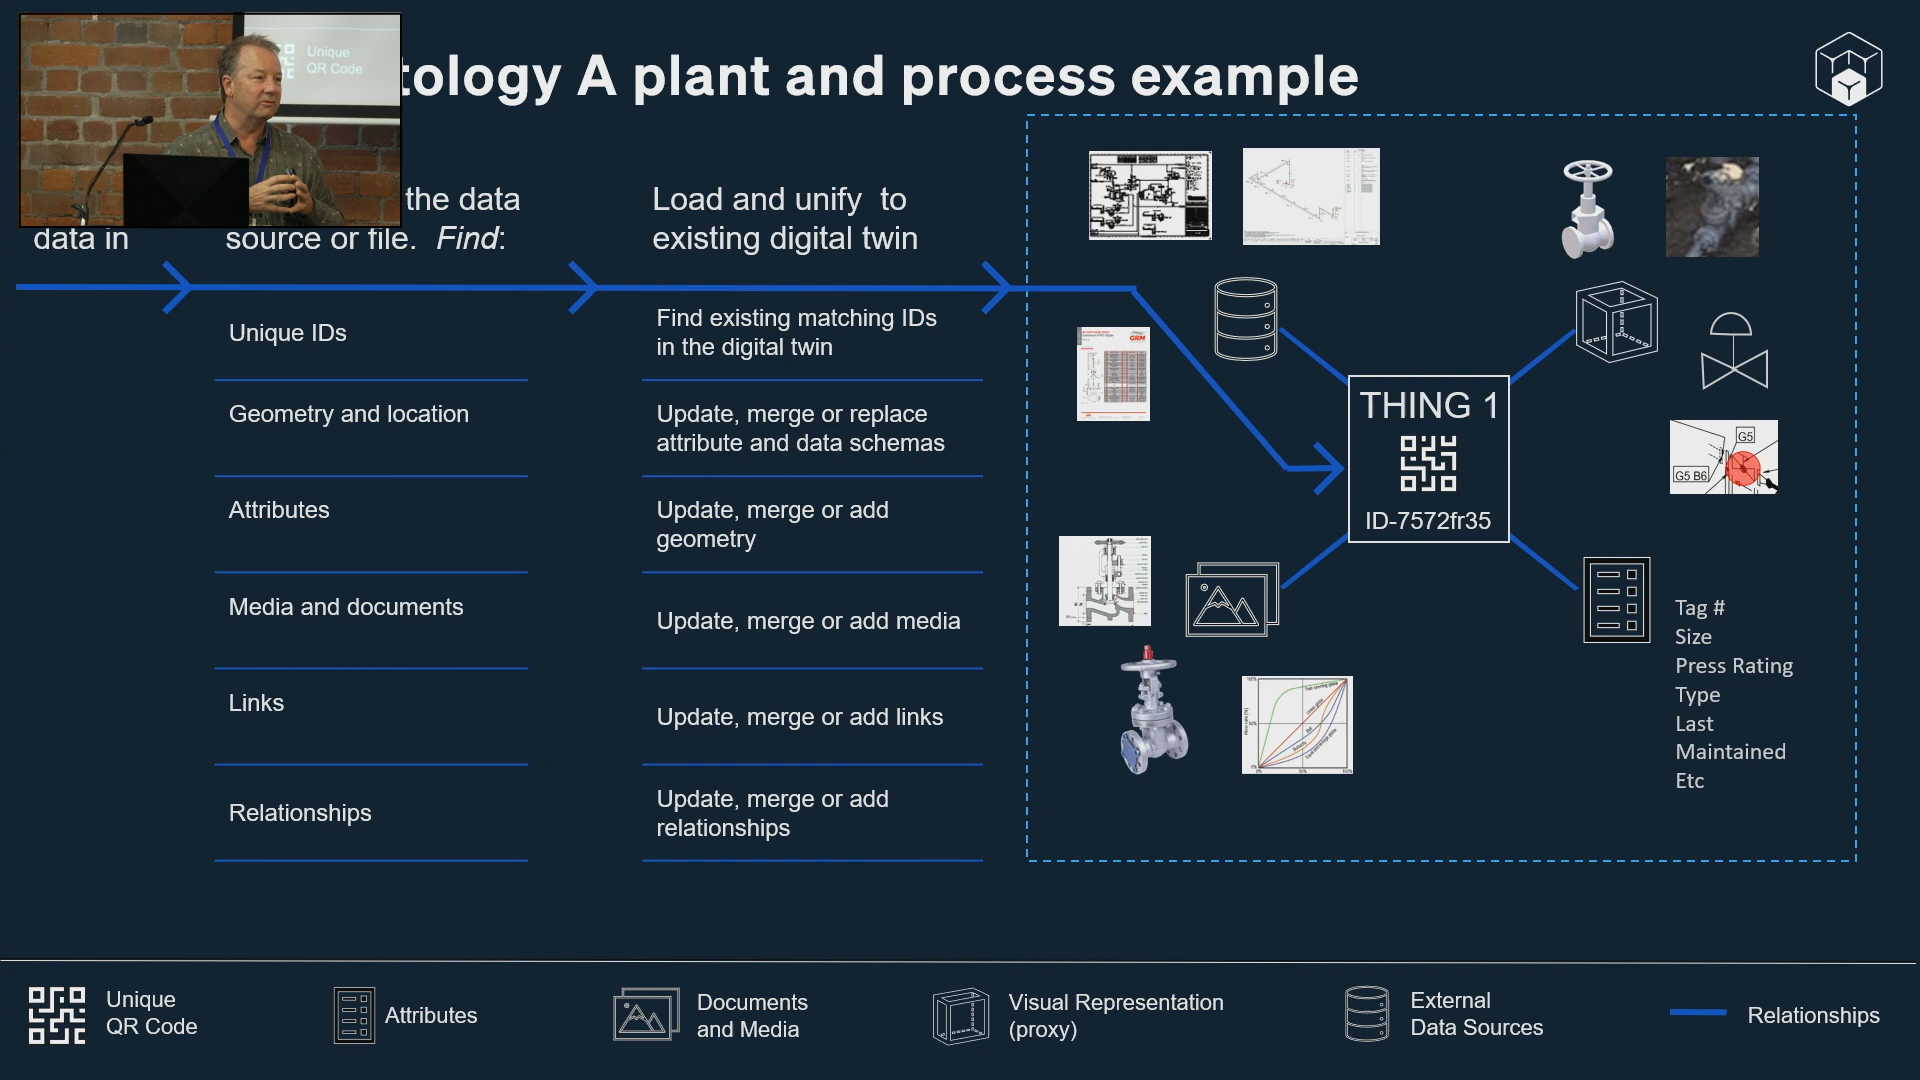 Unique
QR Code
tology A plant and process example
data in
the data
source or file. Find:
Load and unify to
existing digital twin
Unique IDs
Geometry and location
Attributes
Media and documents
Links
Relationships
Find existing matching IDs
in the digital twin
Update, merge or replace
attribute and data schemas
Update, merge or add
geometry
Update, merge or add media
Update, merge or add links
Update, merge or add
relationships
GRM
THING 1
ID-7572fr35
G5
G5 B6
Tag #
Size
Press Rating
Type
Last
Maintained
Etc
Unique
QR Code
Attributes
Documents
and Media
Visual Representation
(proxy)
External
Data Sources
Relationships